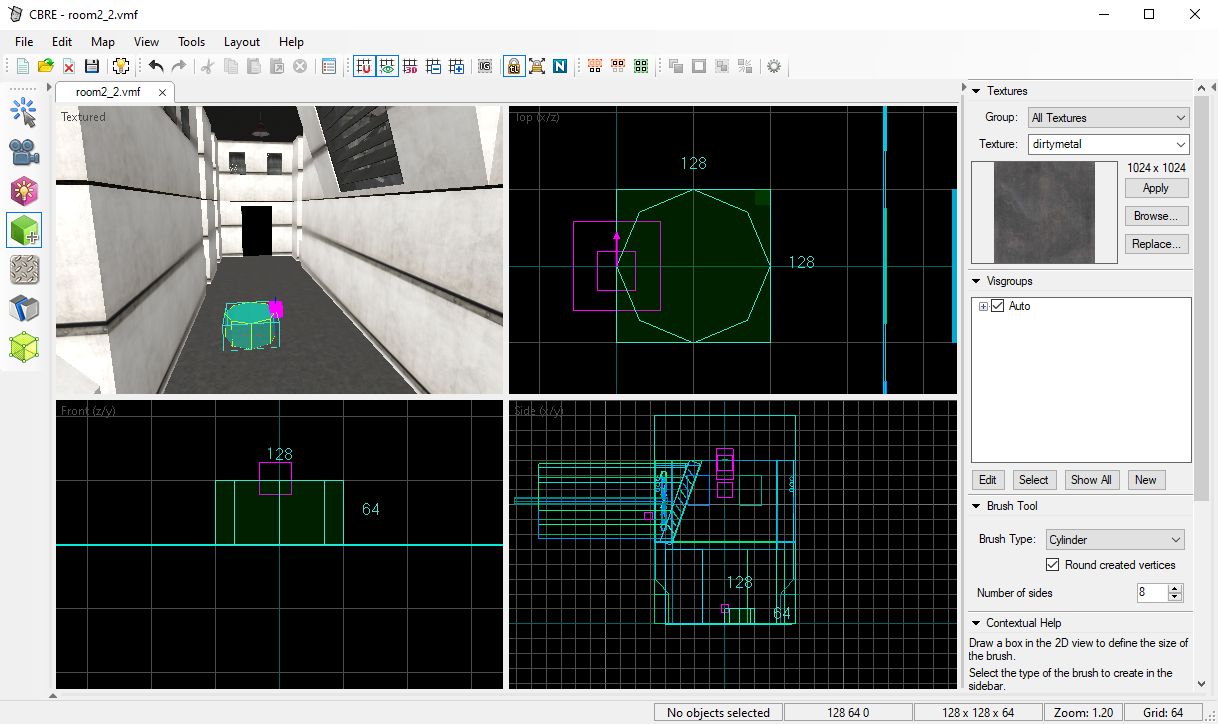 CBRE - room2_2.vmf
File Edit Map View Tools Layout Help
3D
IG
CL
N
room2_2.vmf
Textured
Top (x/z)
128
128
Front (z/y)
128
64
Side (x/y)
128
64
Textures
Group: All Textures
Texture: dirtymetal
1024 x 1024
Apply
Browse...
Replace...
Visgroups
Auto
Edit Select Show All New
Brush Tool
Brush Type: Cylinder
Round created vertices
Number of sides 8
Contextual Help
Draw a box in the 2D view to define the size of
the brush.
Select the type of the brush to create in the
sidebar.
No objects selected 128 64 0 128 x 128 x 64 Zoom: 1.20 Grid: 64